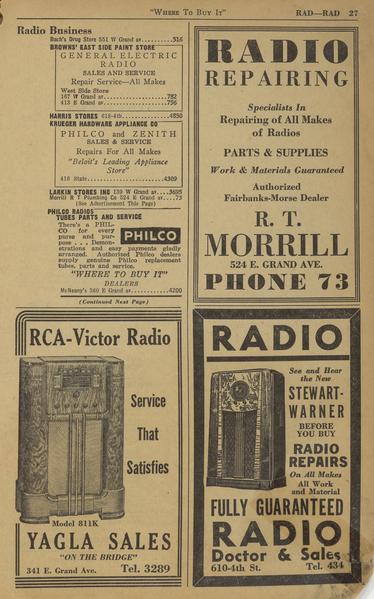 "WHERE TO BUY IT"
RAD—RAD 27
Radio Business
Bach's Drug Store 551 W Grand av..........516
BROWNS' EAST SIDE PAINT STORE
GENERAL ELECTRIC
RADIO
SALES AND SERVICE
Repair Service—All Makes
West Side Store
167 W Grand av..........782
413 E Grand av..........756
HARRIS STORES 416-4th..........4850
KRUEGER HARDWARE APPLIANCE CO
PHILCO and ZENITH
SALES & SERVICE
Repairs For All Makes
"Beloit's Leading Appliance
Store"
416 State..........4309
LARKIN STORES INC 139 W Grand av....3695
Morrill R T Plumbing Co 524 E Grand av....73
(See Advertisement This Page)
PHILCO RADIOS
TUBES PARTS AND SERVICE
There's a PHIL-
CO for every
purse and pur-
pose . . . Demon-
strations and easy payments gladly
arranged. Authorized Philco dealers
supply genuine Philco replacement
tubes, parts and service.
PHILCO
"WHERE TO BUY IT"
DEALERS
McNeany's 360 E Grand av..........4200
(Continued Next Page)
RADIO
REPAIRING
Specialists In
Repairing of All Makes
of Radios
PARTS & SUPPLIES
Work & Materials Guaranteed
Authorized
Fairbanks-Morse Dealer
R. T.
MORRILL
524 E. GRAND AVE.
PHONE 73
RCA-Victor Radio
Service
That
Satisfies
Model 811K
YAGLA SALES
"ON THE BRIDGE"
341 E. Grand Ave. Tel. 3289
RADIO
See and Hear
the New
STEWART-
WARNER
BEFORE
YOU BUY
RADIO
REPAIRS
On All Makes
All Work
and Material
FULLY GUARANTEED
RADIO
Doctor & Sales
610-4th St. Tel. 434